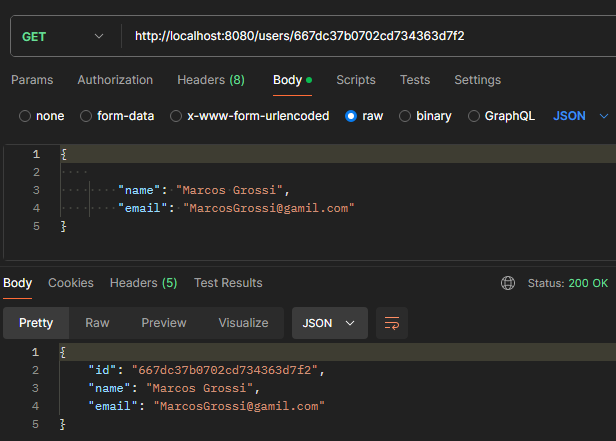 GET http://localhost:8080/users/667dc37b0702cd734363d7f2
Params Authorization Headers (8) Body Scripts Tests Settings
none form-data x-www-form-urlencoded raw binary GraphQL JSON
1 {
2
3 "name": "Marcos Grossi",
4 "email": "MarcosGrossi@gamil.com"
5 }
Body Cookies Headers (5) Test Results Status: 200 OK
Pretty Raw Preview Visualize JSON
1 {
2 "id": "667dc37b0702cd734363d7f2",
3 "name": "Marcos Grossi",
4 "email": "MarcosGrossi@gamil.com"
5 }